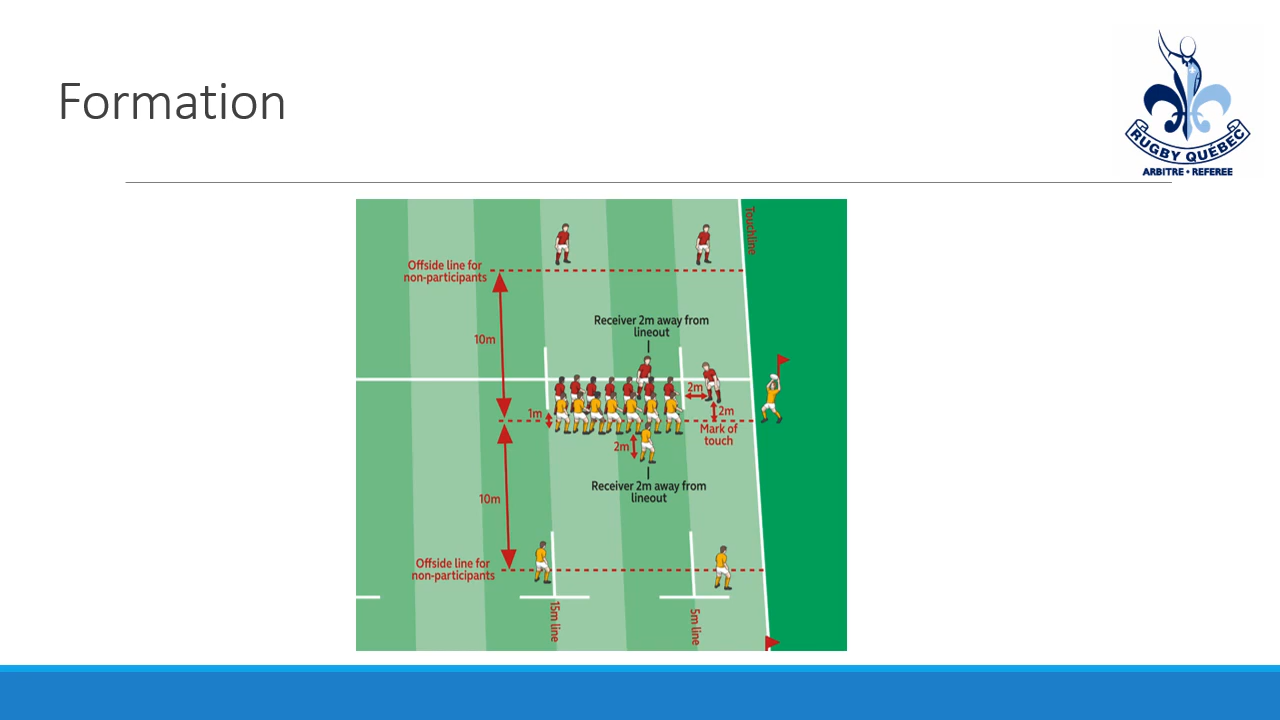 Formation
RUGBY QUÉBEC
ARBITRE • REFEREE
Touchline
Offside line for
non-participants
Receiver 2m away from
lineout
10m
2m
1m
2m
Mark of
touch
2m
Receiver 2m away from
lineout
10m
Offside line for
non-participants
15m line
5m line